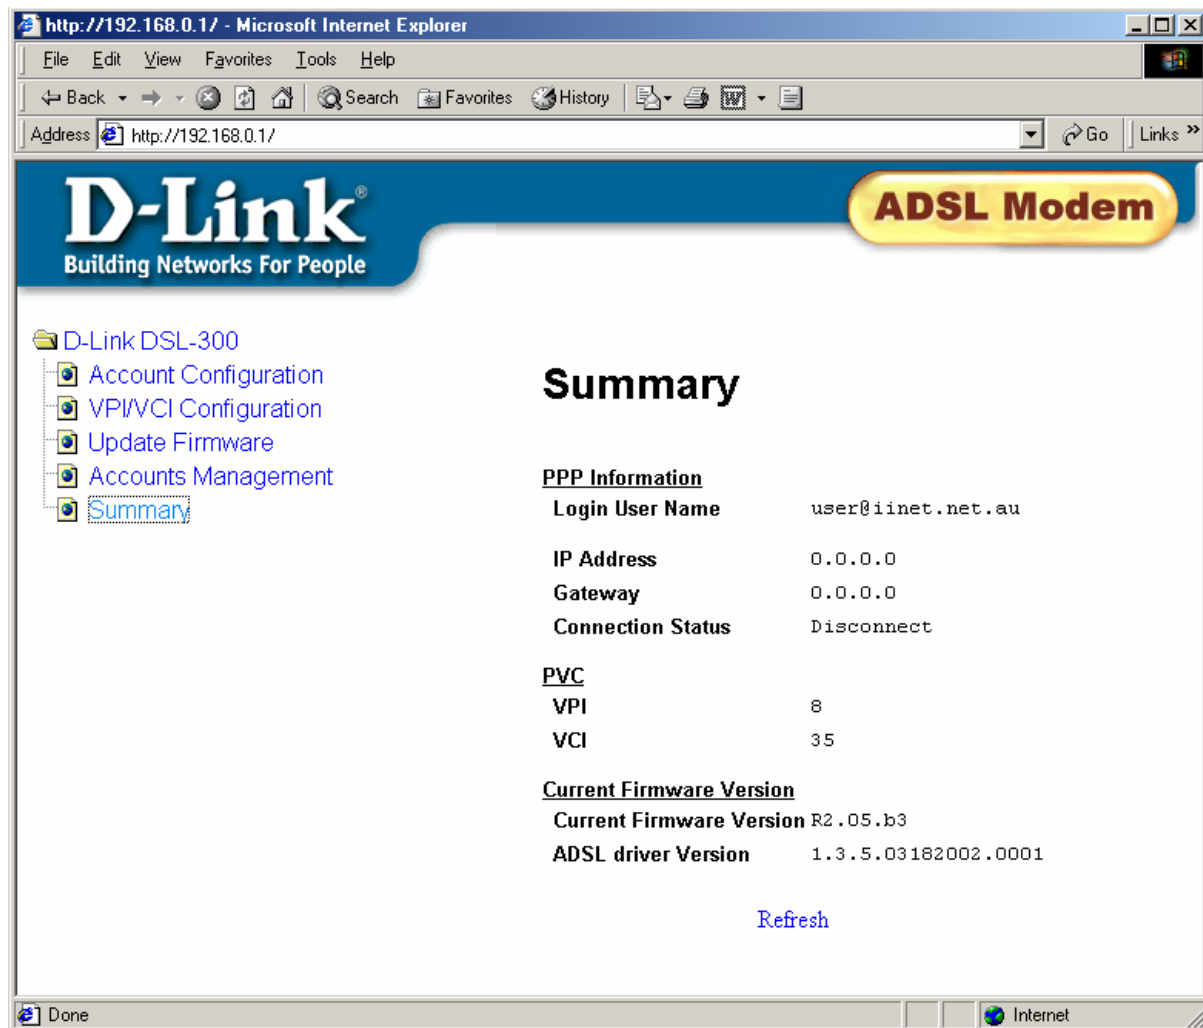 http://192.168.0.1/ - Microsoft Internet Explorer
File Edit View Favorites Tools Help
Back Search Favorites History
Address http://192.168.0.1/ Go Links »
D-Link®
Building Networks For People
ADSL Modem
D-Link DSL-300
Account Configuration
VPI/VCI Configuration
Update Firmware
Accounts Management
Summary
Summary
PPP Information
Login User Name user@iinet.net.au
IP Address 0.0.0.0
Gateway 0.0.0.0
Connection Status Disconnect
PVC
VPI 8
VCI 35
Current Firmware Version
Current Firmware Version R2.05.b3
ADSL driver Version 1.3.5.03182002.0001
Refresh
Done Internet